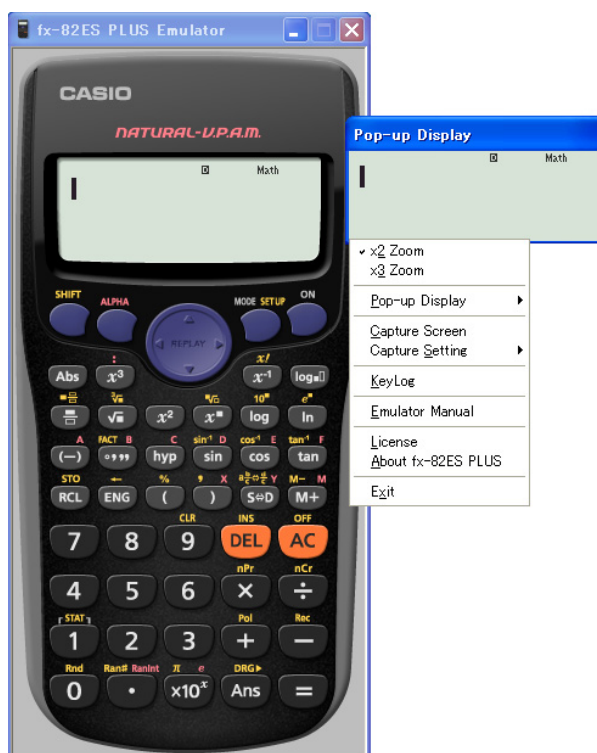 fx-82ES PLUS Emulator
CASIO
NATURAL-V.P.A.M.
D Math
Pop-up Display
D Math
✓ x2 Zoom
x3 Zoom
Pop-up Display
Capture Screen
Capture Setting
KeyLog
Emulator Manual
License
About fx-82ES PLUS
Exit
SHIFT ALPHA MODE SETUP ON
REPLAY
: x!
Abs x³ x⁻¹ log
³√ 10 e
√ x² x log ln
A FACT B C sin⁻¹ D cos⁻¹ E tan⁻¹ F
(−) °,,, hyp sin cos tan
STO ← % , X Y M− M
RCL ENG ( ) S⇔D M+
CLR INS OFF
7 8 9 DEL AC
nPr nCr
4 5 6 × ÷
STAT Pol Rec
1 2 3 + −
Rnd Ran# RanInt π e DRG▶
0 . ×10ˣ Ans =